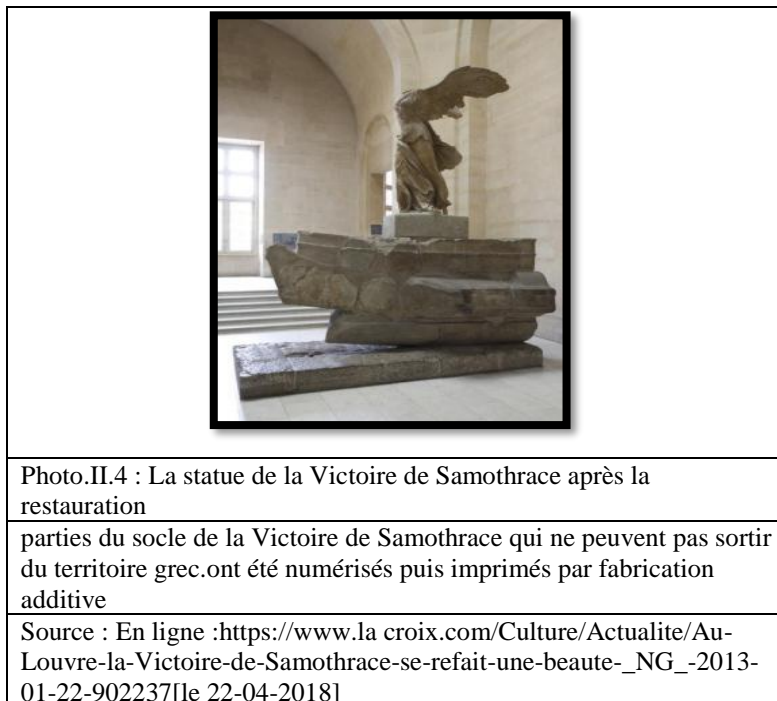 Photo.II.4 : La statue de la Victoire de Samothrace après la
restauration
parties du socle de la Victoire de Samothrace qui ne peuvent pas sortir
du territoire grec.ont été numérisés puis imprimés par fabrication
additive
Source : En ligne :https://www.la croix.com/Culture/Actualite/Au-
Louvre-la-Victoire-de-Samothrace-se-refait-une-beaute-_NG_-2013-
01-22-902237[le 22-04-2018]